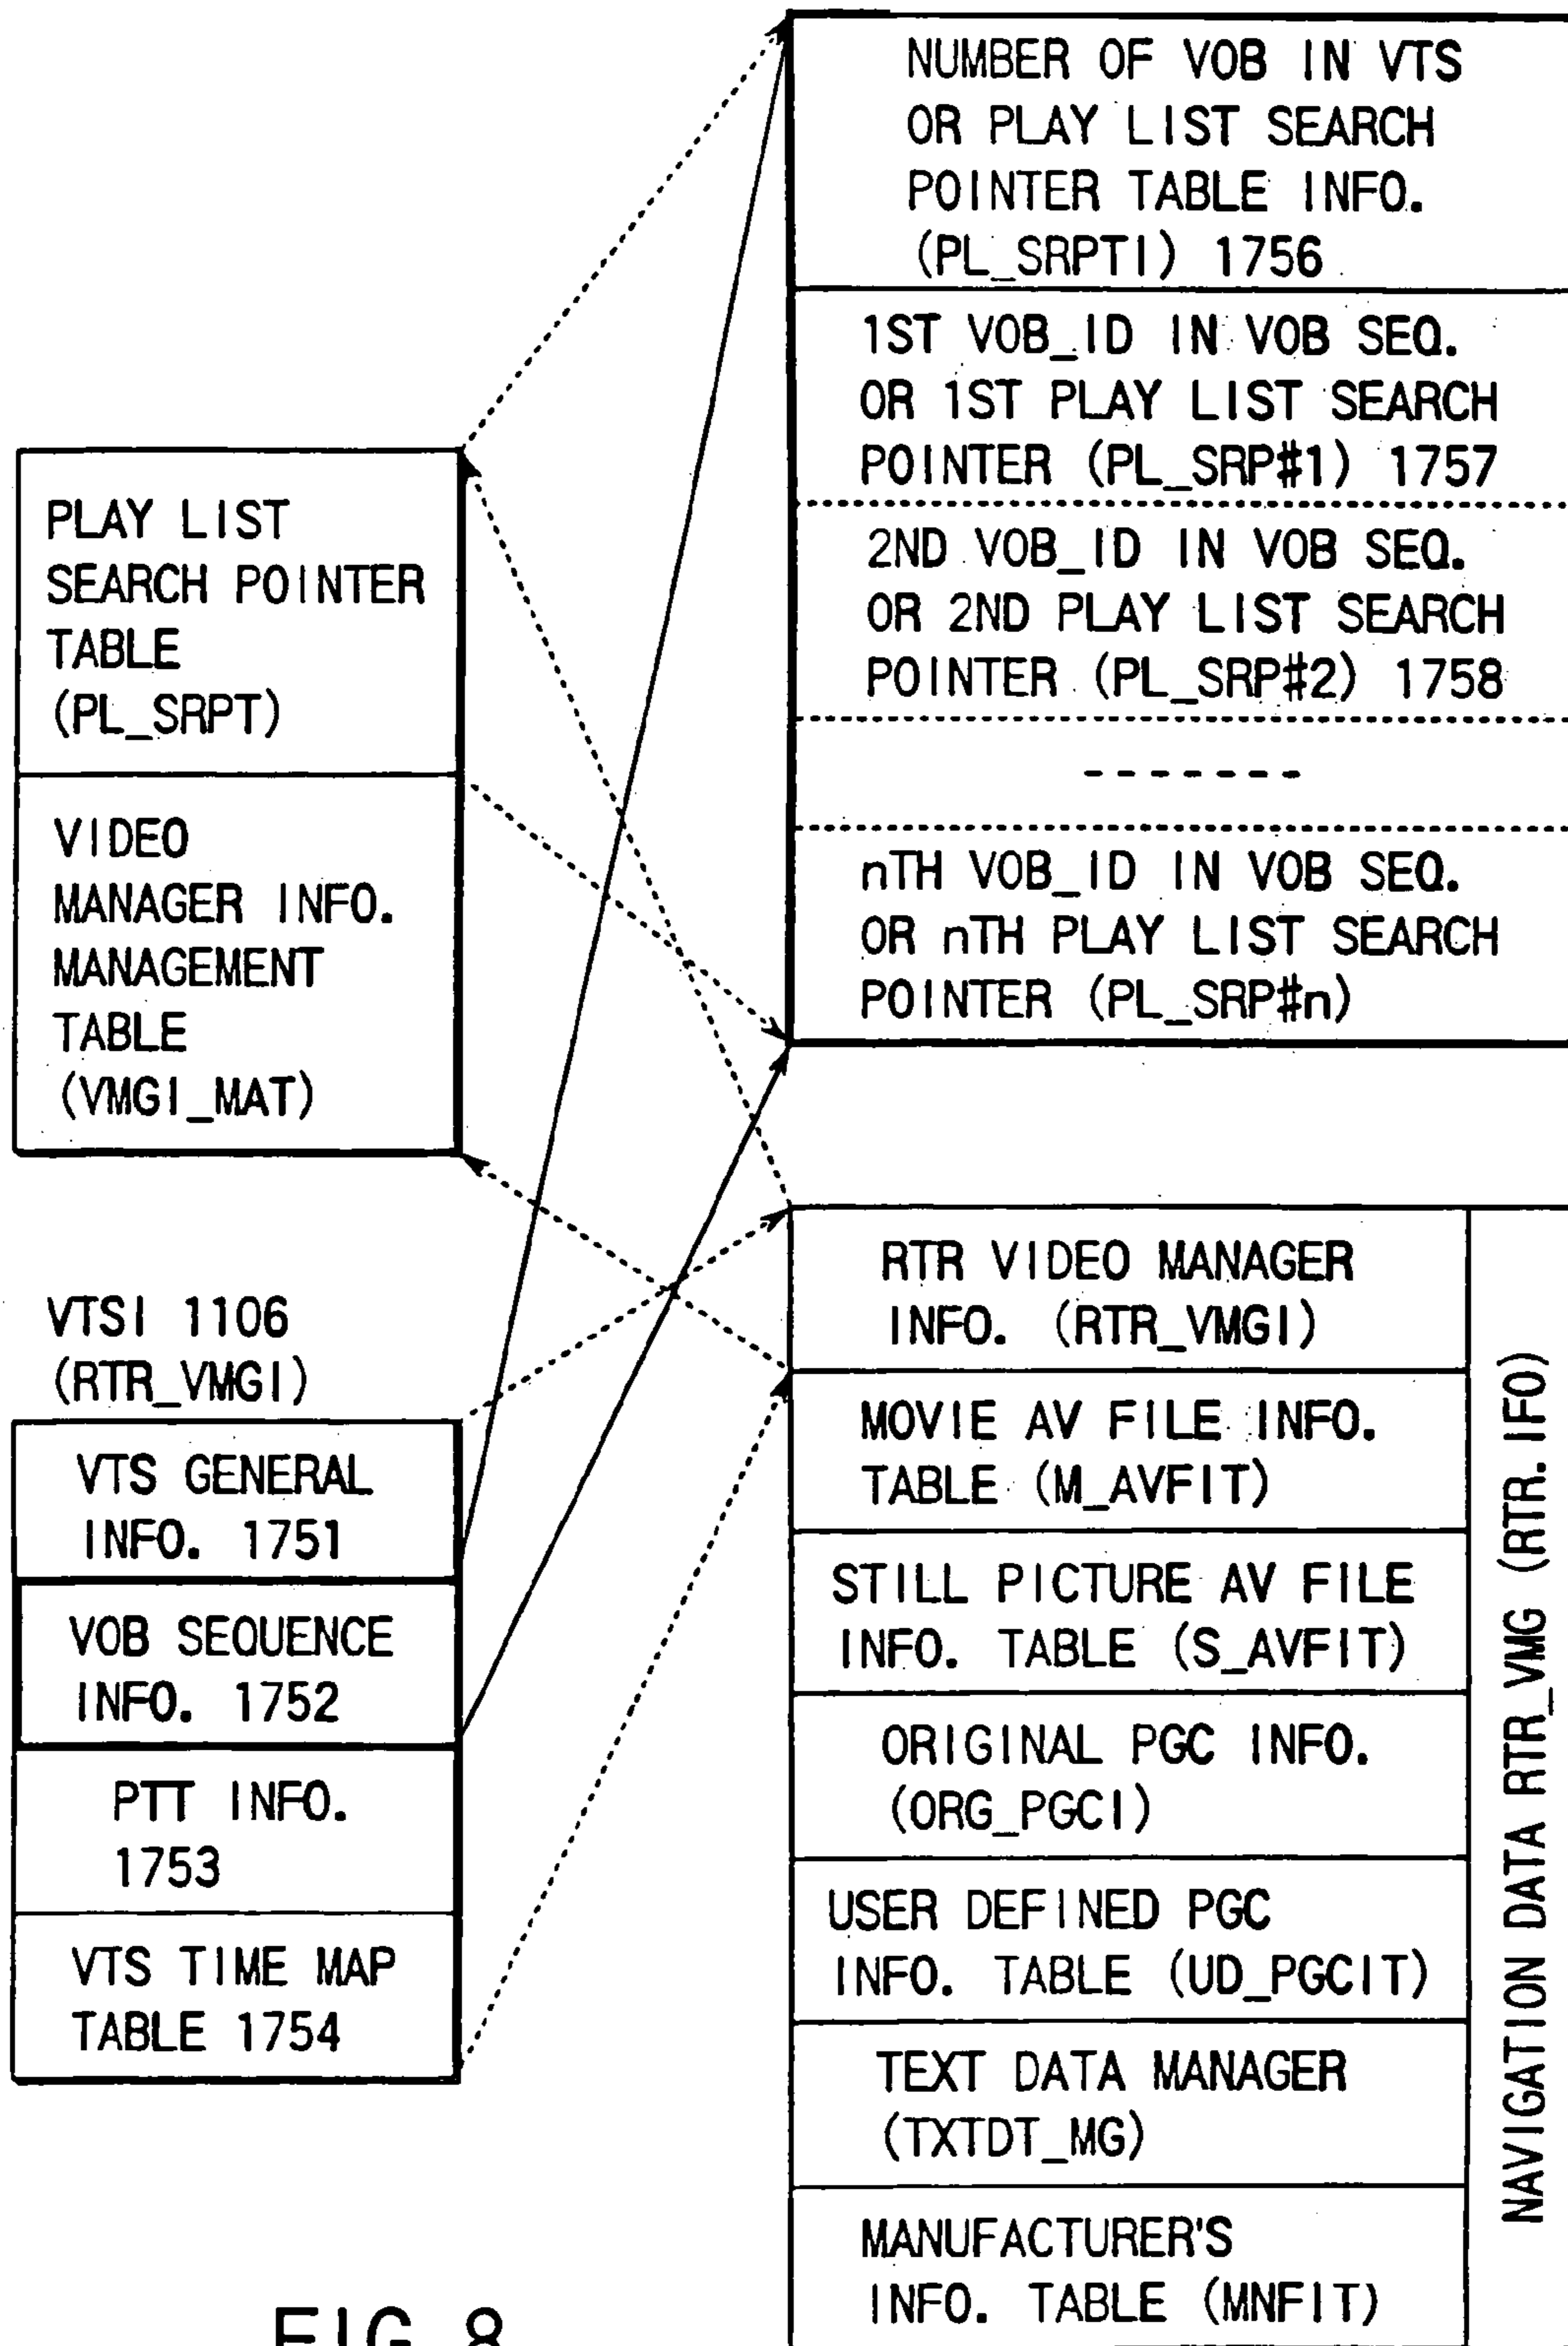 NUMBER OF VOB IN VTS
OR PLAY LIST SEARCH
POINTER TABLE INFO.
(PL_SRPTI) 1756
1ST VOB_ID IN VOB SEQ.
OR 1ST PLAY LIST SEARCH
POINTER (PL_SRP#1) 1757
2ND VOB_ID IN VOB SEQ.
OR 2ND PLAY LIST SEARCH
POINTER (PL_SRP#2) 1758
-------
nTH VOB_ID IN VOB SEQ.
OR nTH PLAY LIST SEARCH
POINTER (PL_SRP#n)
PLAY LIST
SEARCH POINTER
TABLE
(PL_SRPT)
VIDEO
MANAGER INFO.
MANAGEMENT
TABLE
(VMGI_MAT)
VTSI 1106
(RTR_VMGI)
VTS GENERAL
INFO. 1751
VOB SEQUENCE
INFO. 1752
PTT INFO.
1753
VTS TIME MAP
TABLE 1754
RTR VIDEO MANAGER
INFO. (RTR_VMGI)
MOVIE AV FILE INFO.
TABLE (M_AVFIT)
STILL PICTURE AV FILE
INFO. TABLE (S_AVFIT)
ORIGINAL PGC INFO.
(ORG_PGCI)
USER DEFINED PGC
INFO. TABLE (UD_PGCIT)
TEXT DATA MANAGER
(TXTDT_MG)
MANUFACTURER'S
INFO. TABLE (MNFIT)
NAVIGATION DATA RTR_VMG (RTR.IFO)
FIG. 8